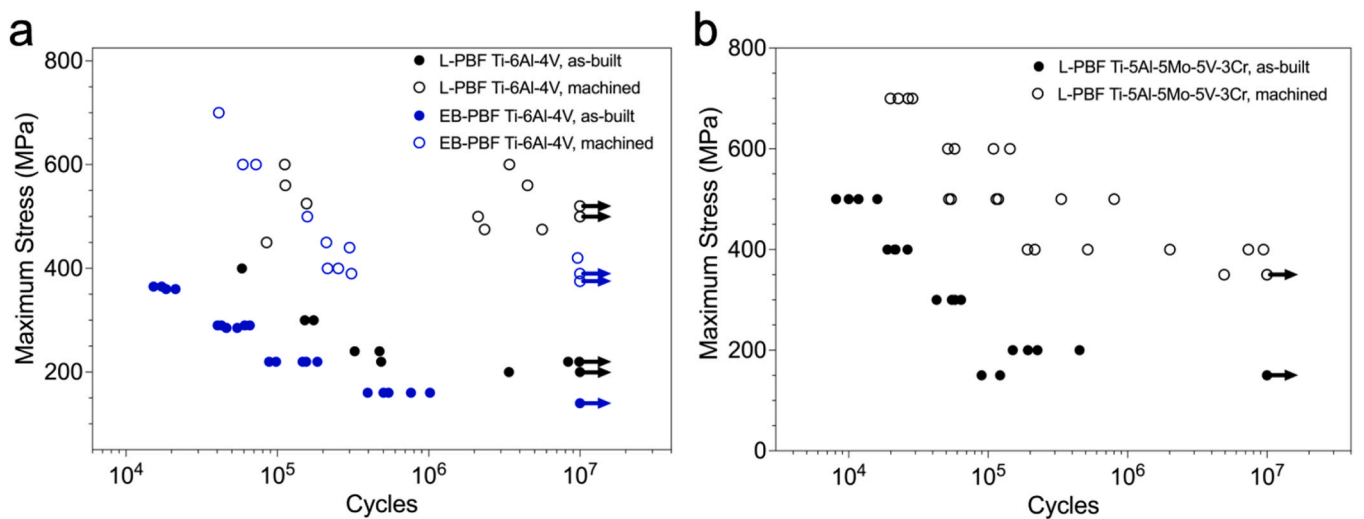 a
Maximum Stress (MPa)
800
600
400
200
10⁴
10⁵
10⁶
10⁷
Cycles
L-PBF Ti-6Al-4V, as-built
L-PBF Ti-6Al-4V, machined
EB-PBF Ti-6Al-4V, as-built
EB-PBF Ti-6Al-4V, machined
b
Maximum Stress (MPa)
800
600
400
200
0
10⁴
10⁵
10⁶
10⁷
Cycles
L-PBF Ti-5Al-5Mo-5V-3Cr, as-built
L-PBF Ti-5Al-5Mo-5V-3Cr, machined